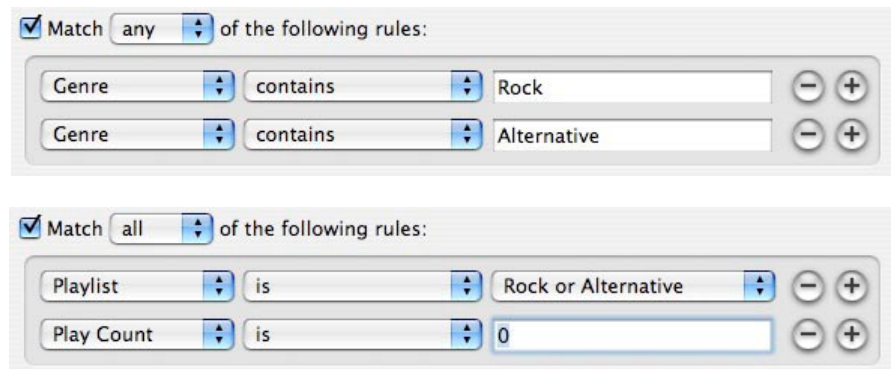 Match any of the following rules:
Genre contains Rock
Genre contains Alternative
Match all of the following rules:
Playlist is Rock or Alternative
Play Count is 0